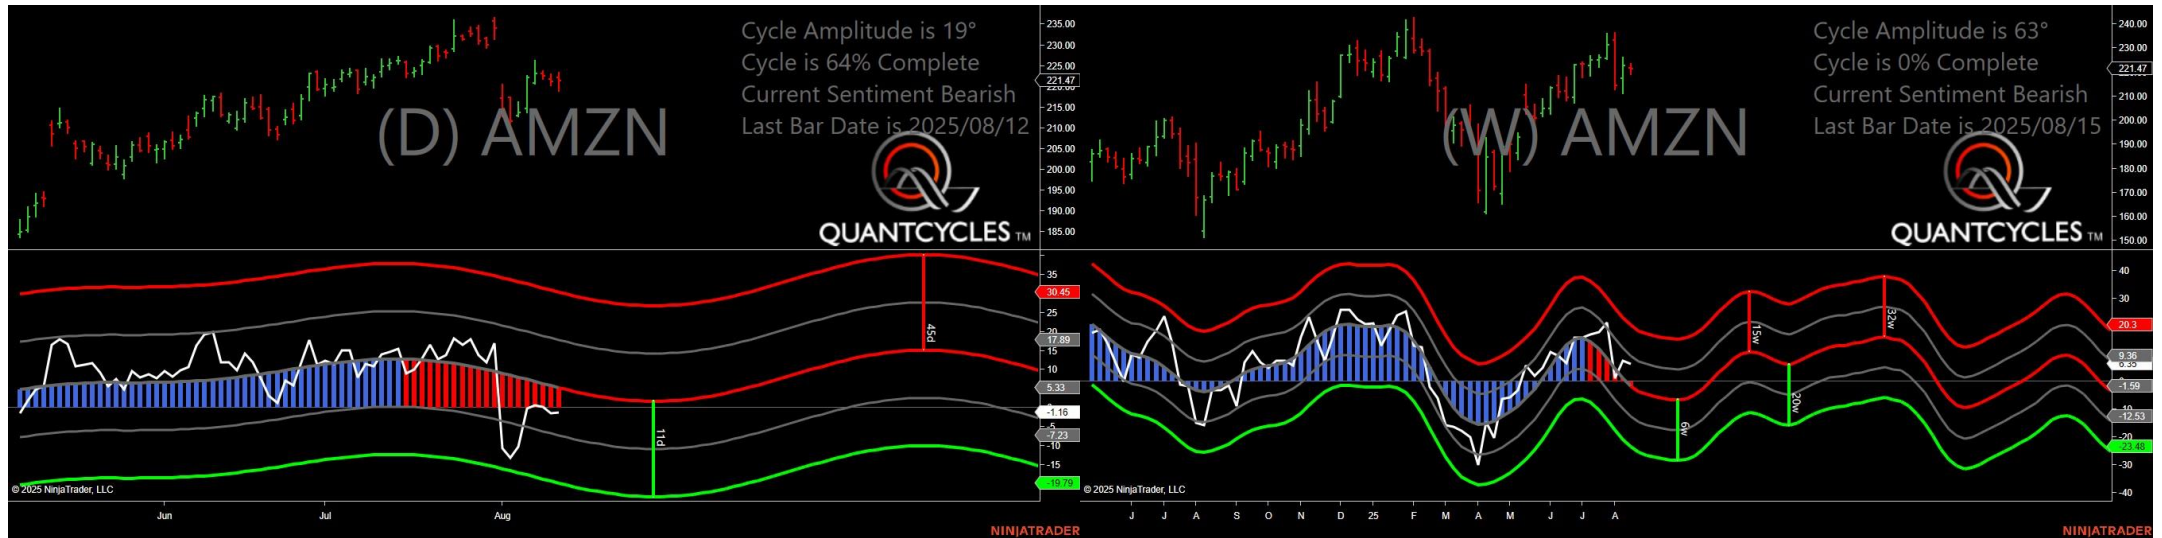 Cycle Amplitude is 19°
Cycle is 64% Complete
Current Sentiment Bearish
Last Bar Date is 2025/08/12
(D) AMZN
QUANTCYCLES TM
235.00
230.00
225.00
221.47
215.00
210.00
205.00
200.00
195.00
190.00
185.00
35
30.45
25
20
17.89
15
10
5.33
-1.16
-5
-7.23
-10
-15
-19.79
45d
11d
© 2025 NinjaTrader, LLC
Jun
Jul
Aug
NINJATRADER
Cycle Amplitude is 63°
Cycle is 0% Complete
Current Sentiment Bearish
Last Bar Date is 2025/08/15
(W) AMZN
QUANTCYCLES TM
240.00
230.00
221.47
210.00
200.00
190.00
180.00
170.00
160.00
150.00
40
30
20.3
9.36
6.35
-1.59
-12.53
-20
-23.48
-30
-40
15w
32w
6w
20w
© 2025 NinjaTrader, LLC
J
J
A
S
O
N
D
25
F
M
A
M
J
J
A
NINJATRADER